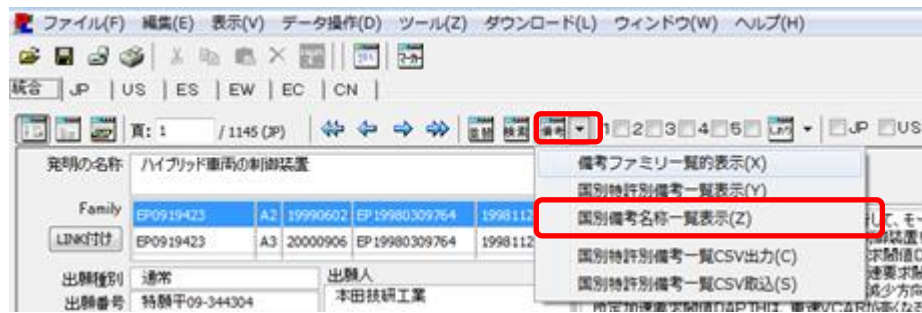 ファイル(F) 編集(E) 表示(V) データ操作(D) ツール(Z) ダウンロード(L) ウィンドウ(W) ヘルプ(H)
統合 JP US ES EW EC CN
頁: 1 / 1145 (JP) 並替 検索 備考 1 2 3 4 5 JP US
発明の名称 ハイブリッド車両の制御装置
備考ファミリー覧的表示(X)
国別特許別備考一覧表示(Y)
Family EP0919423 A2 19990602 EP19980309764 1998112
国別備考名称一覧表示(Z)
LINK付け EP0919423 A3 20000906 EP19980309764 1998112
国別特許別備考一覧CSV出力(C)
出願種別 通常 出願人
国別特許別備考一覧CSV取込(S)
出願番号 特願平09-344304 本田技研工業